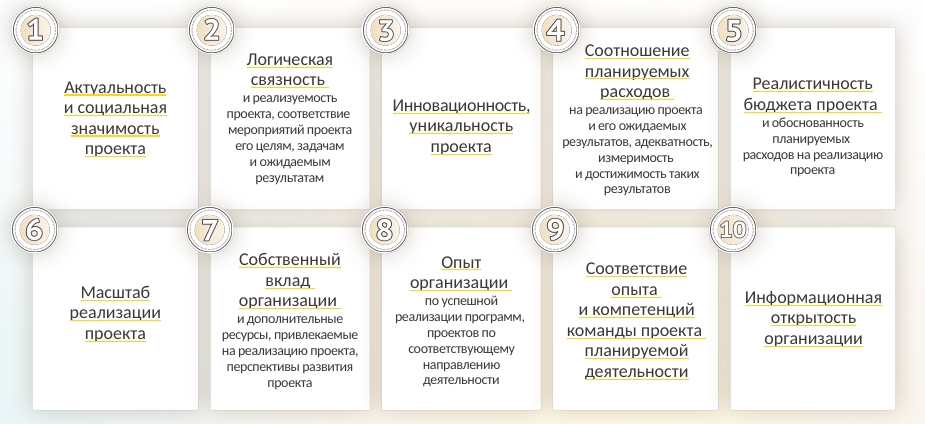 1
Актуальность
и социальная
значимость
проекта
2
Логическая
связность
и реализуемость
проекта, соответствие
мероприятий проекта
его целям, задачам
и ожидаемым
результатам
3
Инновационность,
уникальность
проекта
4
Соотношение
планируемых
расходов
на реализацию проекта
и его ожидаемых
результатов, адекватность,
измеримость
и достижимость таких
результатов
5
Реалистичность
бюджета проекта
и обоснованность
планируемых
расходов на реализацию
проекта
6
Масштаб
реализации
проекта
7
Собственный
вклад
организации
и дополнительные
ресурсы, привлекаемые
на реализацию проекта,
перспективы развития
проекта
8
Опыт
организации
по успешной
реализации программ,
проектов по
соответствующему
направлению
деятельности
9
Соответствие
опыта
и компетенций
команды проекта
планируемой
деятельности
10
Информационная
открытость
организации